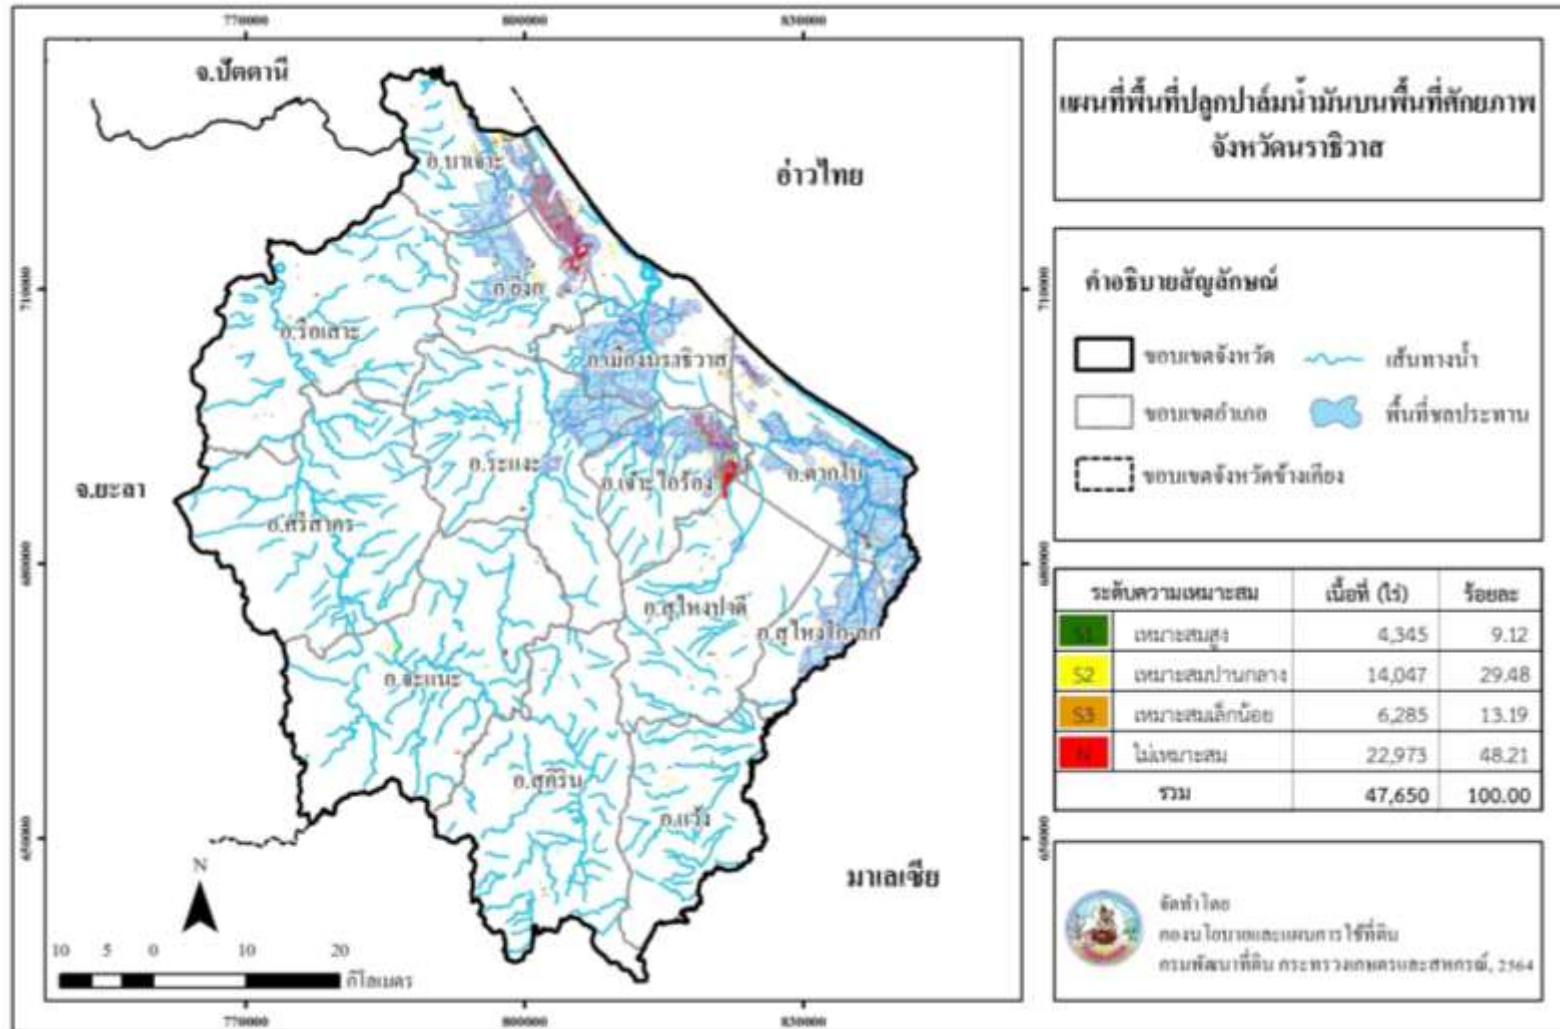 770000 800000 830000
จ.ปัตตานี
อ่าวไทย
อ.บาเจาะ
710000
710000
อ.ยี่งอ
อ.รือเสาะ
อ.เมืองนราธิวาส
อ.ระแงะ
อ.เจาะไอร้อง
อ.ตากใบ
จ.ยะลา
อ.ศรีสาคร
680000
680000
อ.สุไหงปาดี
อ.สุไหงโก-ลก
อ.จะแนะ
อ.สุคิริน
อ.แว้ง
650000
650000
มาเลเซีย
N
10 5 0 10 20
กิโลเมตร
770000 800000 830000
แผนที่พื้นที่ปลูกปาล์มน้ำมันบนพื้นที่ศักยภาพ
จังหวัดนราธิวาส
คำอธิบายสัญลักษณ์
ขอบเขตจังหวัด เส้นทางน้ำ
ขอบเขตอำเภอ พื้นที่ชลประทาน
ขอบเขตจังหวัดข้างเคียง
ระดับความเหมาะสม เนื้อที่ (ไร่) ร้อยละ
S1 เหมาะสมสูง 4,345 9.12
S2 เหมาะสมปานกลาง 14,047 29.48
S3 เหมาะสมเล็กน้อย 6,285 13.19
N ไม่เหมาะสม 22,973 48.21
รวม 47,650 100.00
จัดทำโดย
กองนโยบายและแผนการใช้ที่ดิน
กรมพัฒนาที่ดิน กระทรวงเกษตรและสหกรณ์, 2564